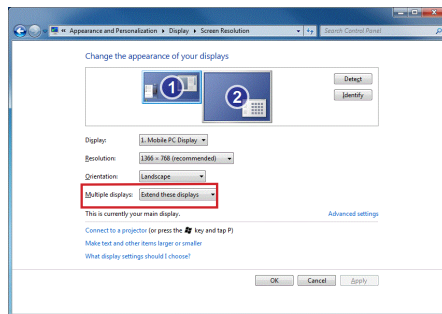 « Appearance and Personalization ▸ Display ▸ Screen Resolution
Search Control Panel
Change the appearance of your displays
1
2
Detect
Identify
Display: 1. Mobile PC Display
Resolution: 1366 × 768 (recommended)
Orientation: Landscape
Multiple displays: Extend these displays
This is currently your main display.
Advanced settings
Connect to a projector (or press the key and tap P)
Make text and other items larger or smaller
What display settings should I choose?
OK Cancel Apply